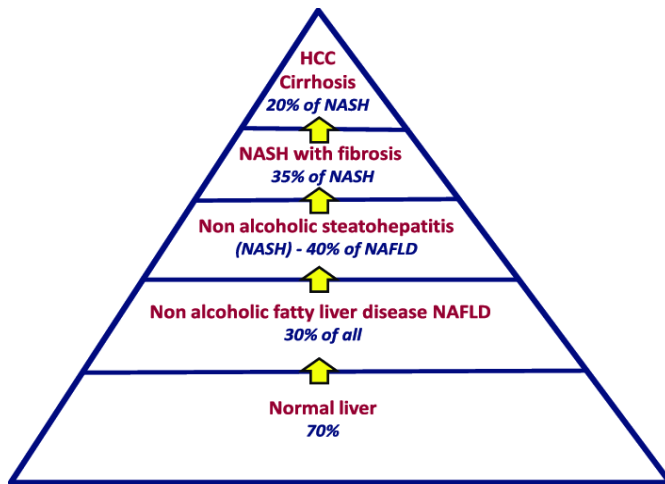 HCC
Cirrhosis
20% of NASH
NASH with fibrosis
35% of NASH
Non alcoholic steatohepatitis
(NASH) - 40% of NAFLD
Non alcoholic fatty liver disease NAFLD
30% of all
Normal liver
70%